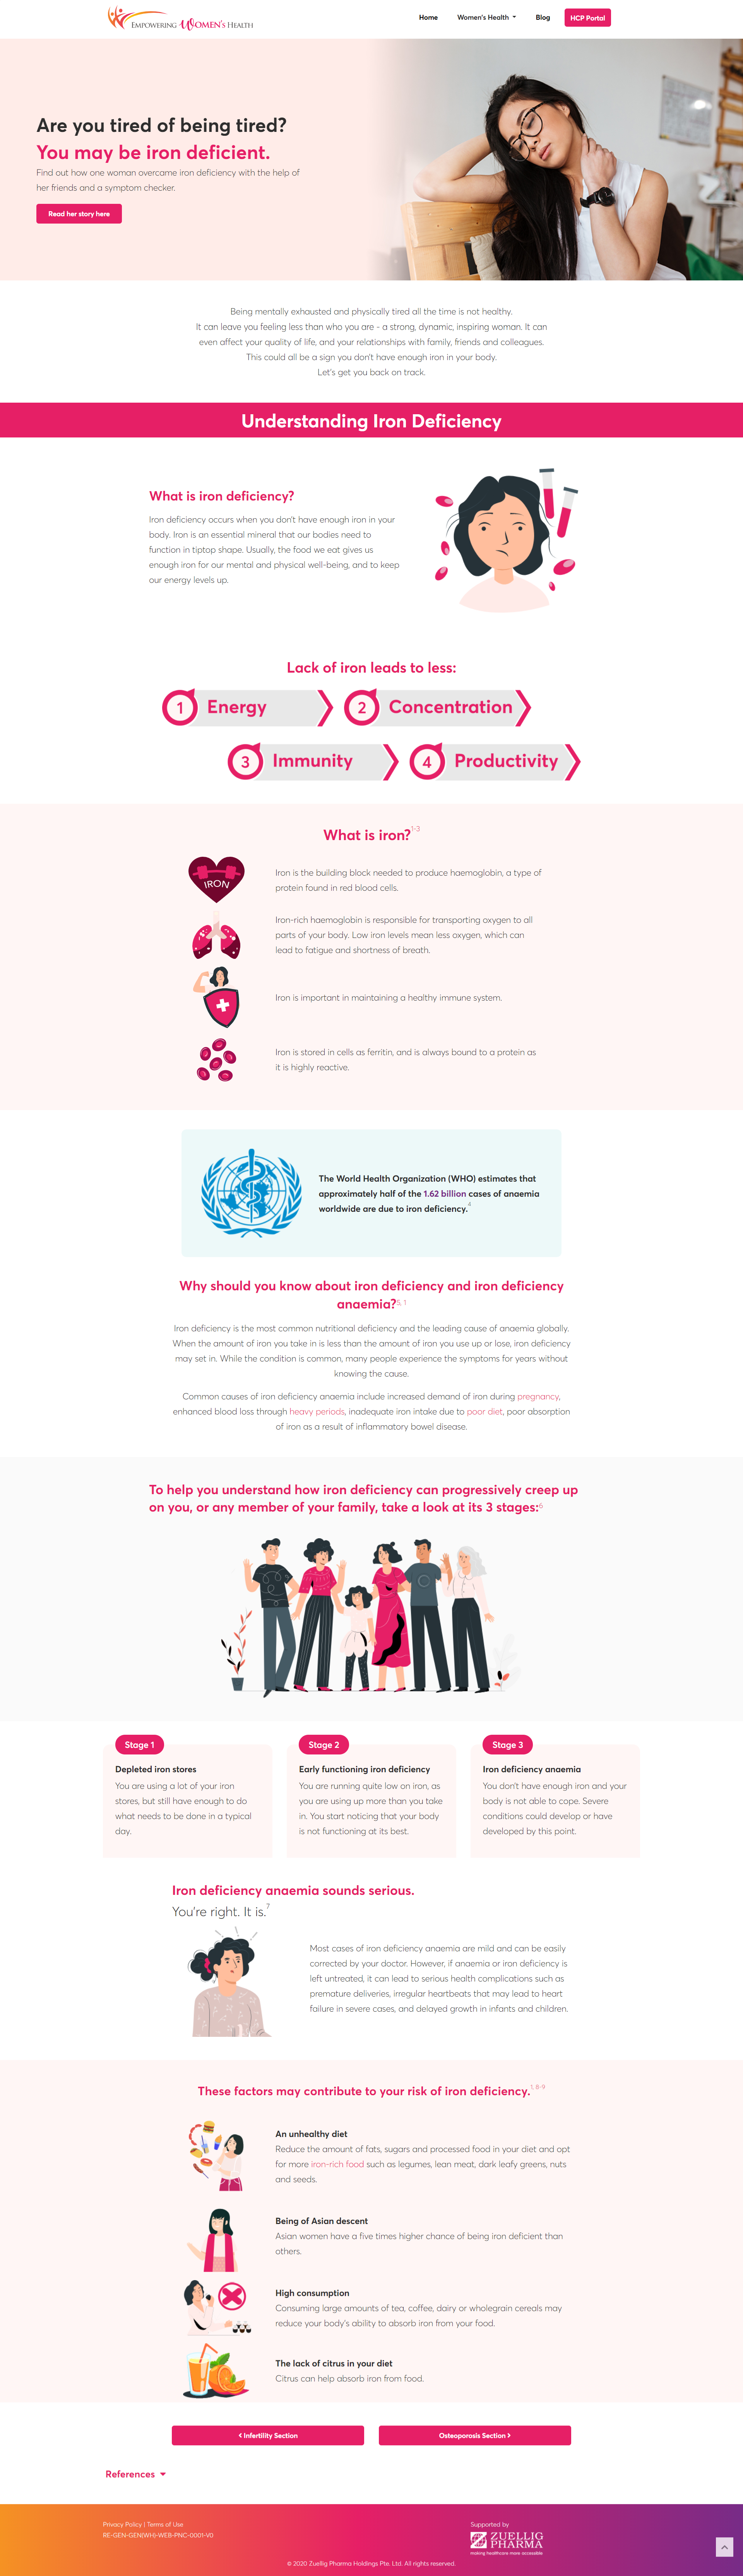 EMPOWERING WOMEN'S HEALTH
Home
Women's Health
Blog
HCP Portal
Are you tired of being tired?
You may be iron deficient.
Find out how one woman overcame iron deficiency with the help of
her friends and a symptom checker.
Read her story here
Being mentally exhausted and physically tired all the time is not healthy.
It can leave you feeling less than who you are - a strong, dynamic, inspiring woman. It can
even affect your quality of life, and your relationships with family, friends and colleagues.
This could all be a sign you don't have enough iron in your body.
Let's get you back on track.
Understanding Iron Deficiency
What is iron deficiency?
Iron deficiency occurs when you don't have enough iron in your
body. Iron is an essential mineral that our bodies need to
function in tiptop shape. Usually, the food we eat gives us
enough iron for our mental and physical well-being, and to keep
our energy levels up.
Lack of iron leads to less:
1 Energy
2 Concentration
3 Immunity
4 Productivity
What is iron?1-3
IRON
Iron is the building block needed to produce haemoglobin, a type of
protein found in red blood cells.
Iron-rich haemoglobin is responsible for transporting oxygen to all
parts of your body. Low iron levels mean less oxygen, which can
lead to fatigue and shortness of breath.
Iron is important in maintaining a healthy immune system.
Iron is stored in cells as ferritin, and is always bound to a protein as
it is highly reactive.
The World Health Organization (WHO) estimates that
approximately half of the 1.62 billion cases of anaemia
worldwide are due to iron deficiency.4
Why should you know about iron deficiency and iron deficiency
anaemia?5, 1
Iron deficiency is the most common nutritional deficiency and the leading cause of anaemia globally.
When the amount of iron you take in is less than the amount of iron you use up or lose, iron deficiency
may set in. While the condition is common, many people experience the symptoms for years without
knowing the cause.
Common causes of iron deficiency anaemia include increased demand of iron during pregnancy,
enhanced blood loss through heavy periods, inadequate iron intake due to poor diet, poor absorption
of iron as a result of inflammatory bowel disease.
To help you understand how iron deficiency can progressively creep up
on you, or any member of your family, take a look at its 3 stages:6
Stage 1
Depleted iron stores
You are using a lot of your iron
stores, but still have enough to do
what needs to be done in a typical
day.
Stage 2
Early functioning iron deficiency
You are running quite low on iron, as
you are using up more than you take
in. You start noticing that your body
is not functioning at its best.
Stage 3
Iron deficiency anaemia
You don't have enough iron and your
body is not able to cope. Severe
conditions could develop or have
developed by this point.
Iron deficiency anaemia sounds serious.
You're right. It is.7
Most cases of iron deficiency anaemia are mild and can be easily
corrected by your doctor. However, if anaemia or iron deficiency is
left untreated, it can lead to serious health complications such as
premature deliveries, irregular heartbeats that may lead to heart
failure in severe cases, and delayed growth in infants and children.
These factors may contribute to your risk of iron deficiency.1, 8-9
An unhealthy diet
Reduce the amount of fats, sugars and processed food in your diet and opt
for more iron-rich food such as legumes, lean meat, dark leafy greens, nuts
and seeds.
Being of Asian descent
Asian women have a five times higher chance of being iron deficient than
others.
High consumption
Consuming large amounts of tea, coffee, dairy or wholegrain cereals may
reduce your body's ability to absorb iron from your food.
The lack of citrus in your diet
Citrus can help absorb iron from food.
Infertility Section
Osteoporosis Section
References
Privacy Policy | Terms of Use
RE-GEN-GEN(WH)-WEB-PNC-0001-V0
Supported by
ZUELLIG
PHARMA
making healthcare more accessible
© 2020 Zuellig Pharma Holdings Pte. Ltd. All rights reserved.